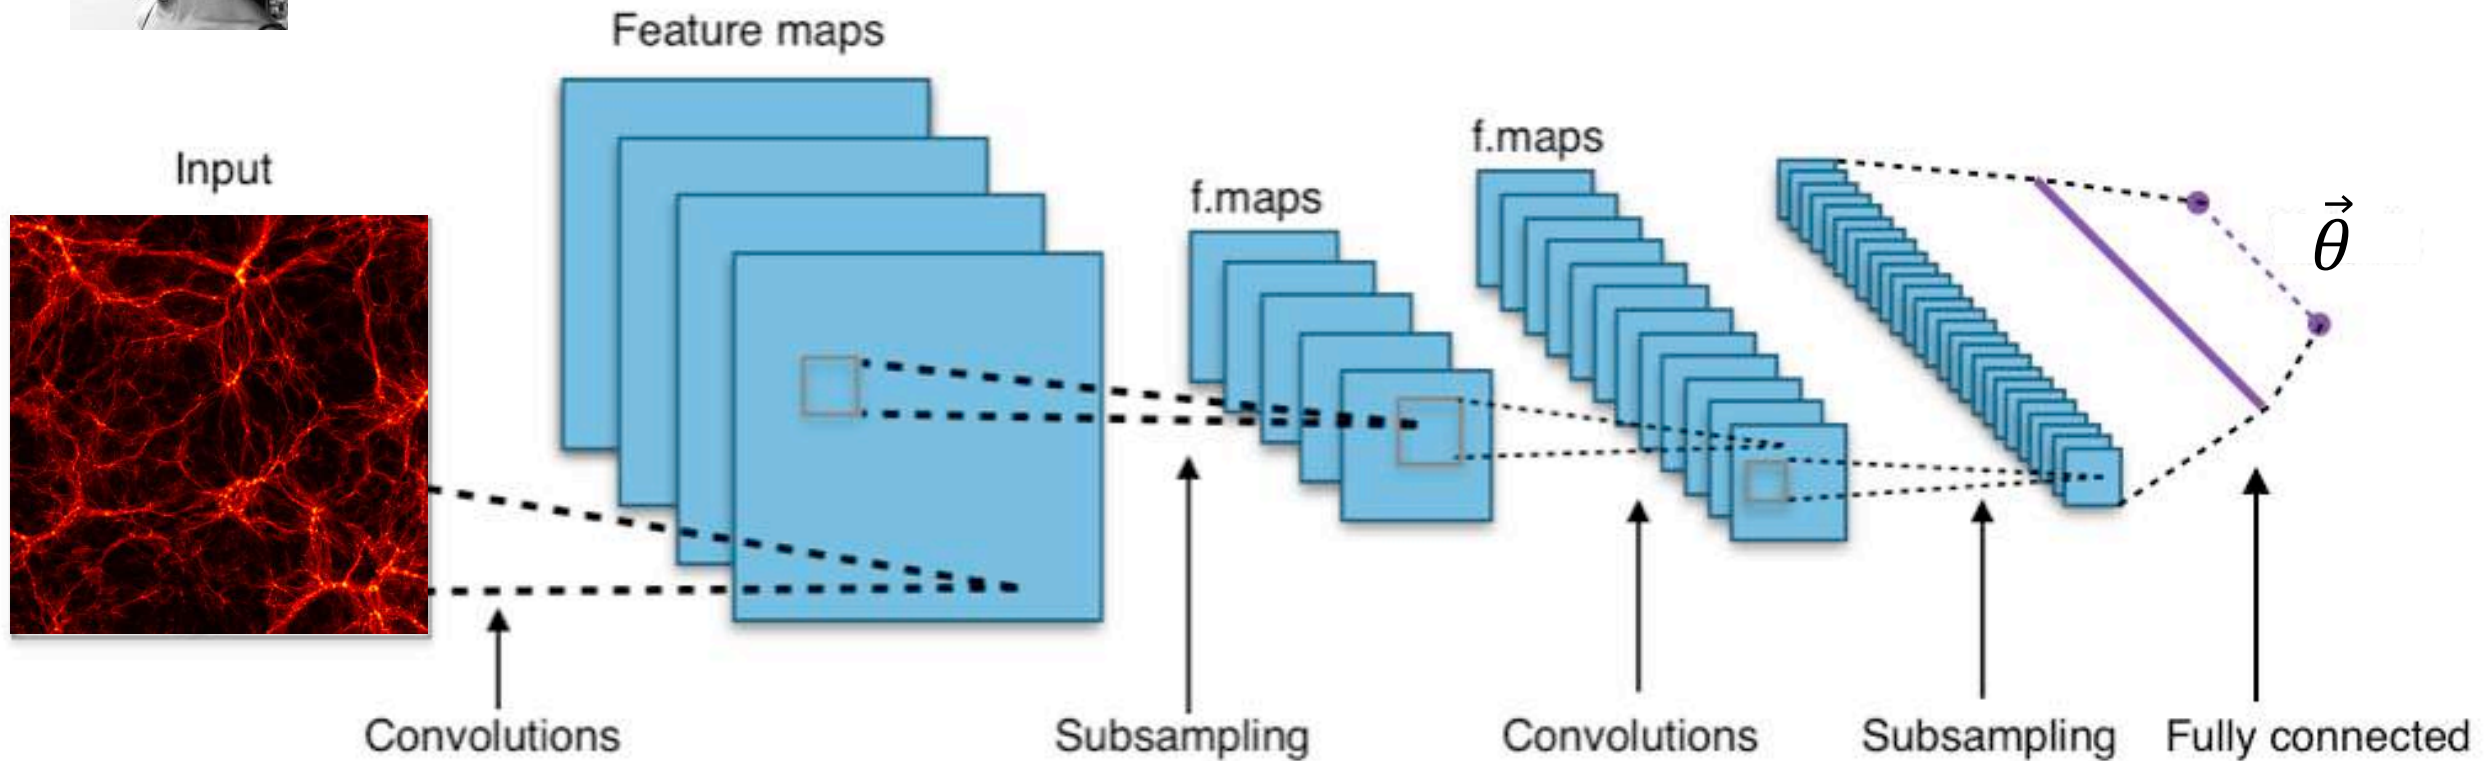 Feature maps
Input
f.maps
f.maps
θ⃗
Convolutions
Subsampling
Convolutions
Subsampling
Fully connected